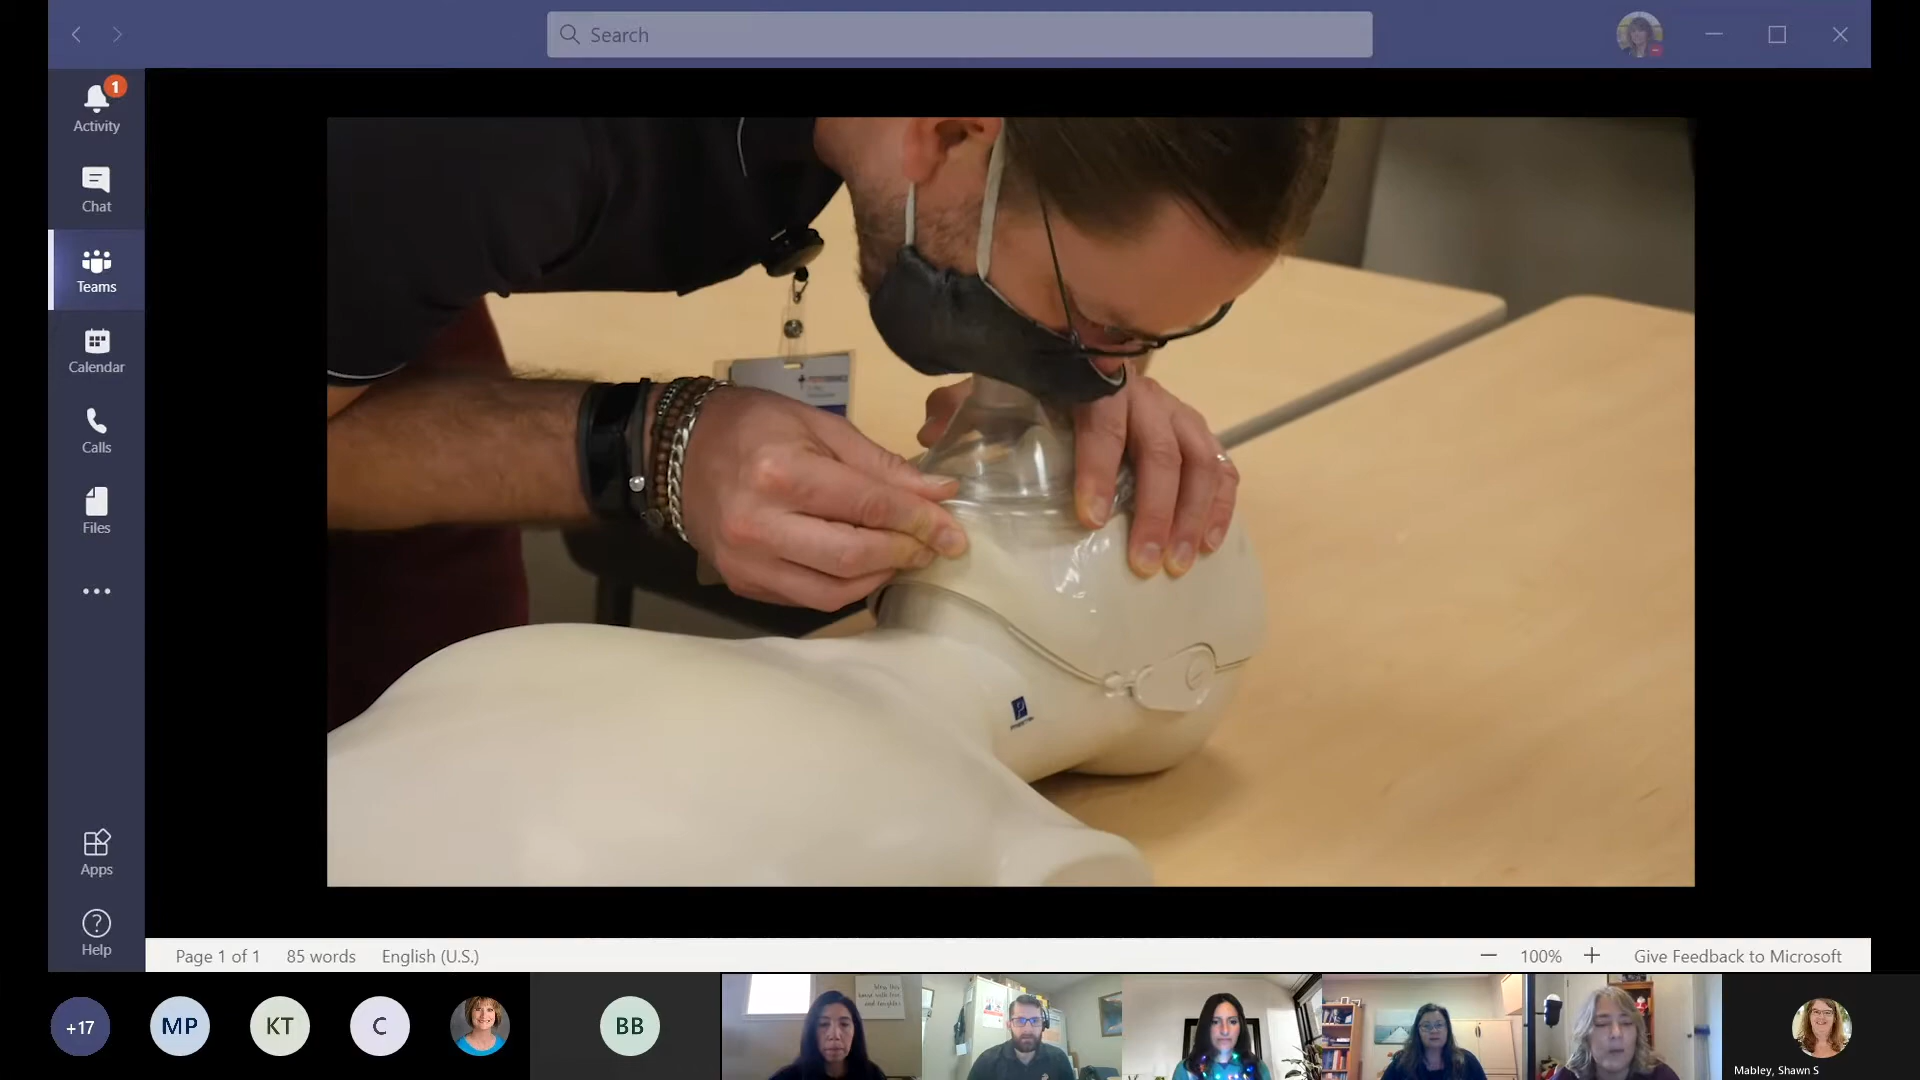 Search
1
Activity
Chat
Teams
Calendar
Calls
Files
Apps
Help
Page 1 of 1
85 words
English (U.S.)
100%
Give Feedback to Microsoft
+17
MP
KT
C
BB
Mabley, Shawn S